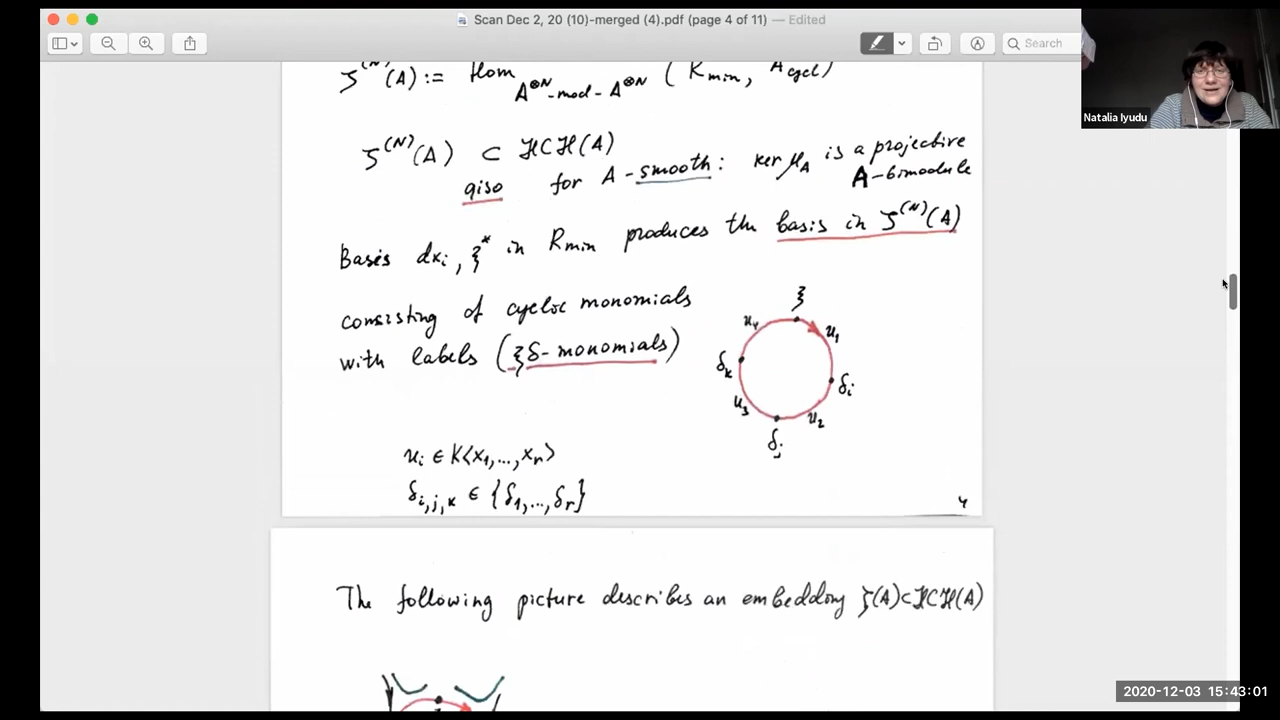 Scan Dec 2, 20 (10)-merged (4).pdf (page 4 of 11) — Edited
Search
Natalia Iyudu
ζ^(N)(A) := Hom_{A^{⊗N}-mod-A^{⊗N}} (R_min, A_cycl)
ζ^(N)(A) ⊂ HCH(A)
qiso for A - smooth: ker μ_A is a projective
A-bimodule
Basis dx_i, ξ^* in R_min produces the basis in ζ^(N)(A)
consisting of cyclic monomials
with labels (ξδ-monomials)
ξ
u_4
u_1
δ_k
δ_i
u_3
u_2
δ_j
u_i ∈ K<x_1,...,x_r>
δ_{i,j,k} ∈ {δ_1,...,δ_r}
4
The following picture describes an embedding ζ(A)⊂HCH(A)
2020-12-03 15:43:01